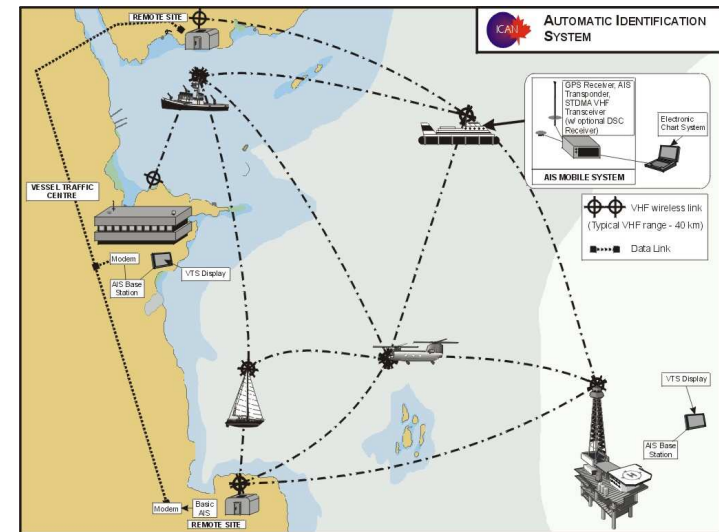 REMOTE SITE
ICAN
AUTOMATIC IDENTIFICATION
SYSTEM
GPS Receiver, AIS
Transponder,
STDMA VHF
Transceiver
(w/ optional DSC
Receiver)
Electronic
Chart System
AIS MOBILE SYSTEM
VHF wireless link
(Typical VHF range - 40 km)
Data Link
VESSEL TRAFFIC
CENTRE
Modem
AIS Base
Station
VTS Display
VTS Display
AIS Base
Station
Modem
Basic
AIS
REMOTE SITE